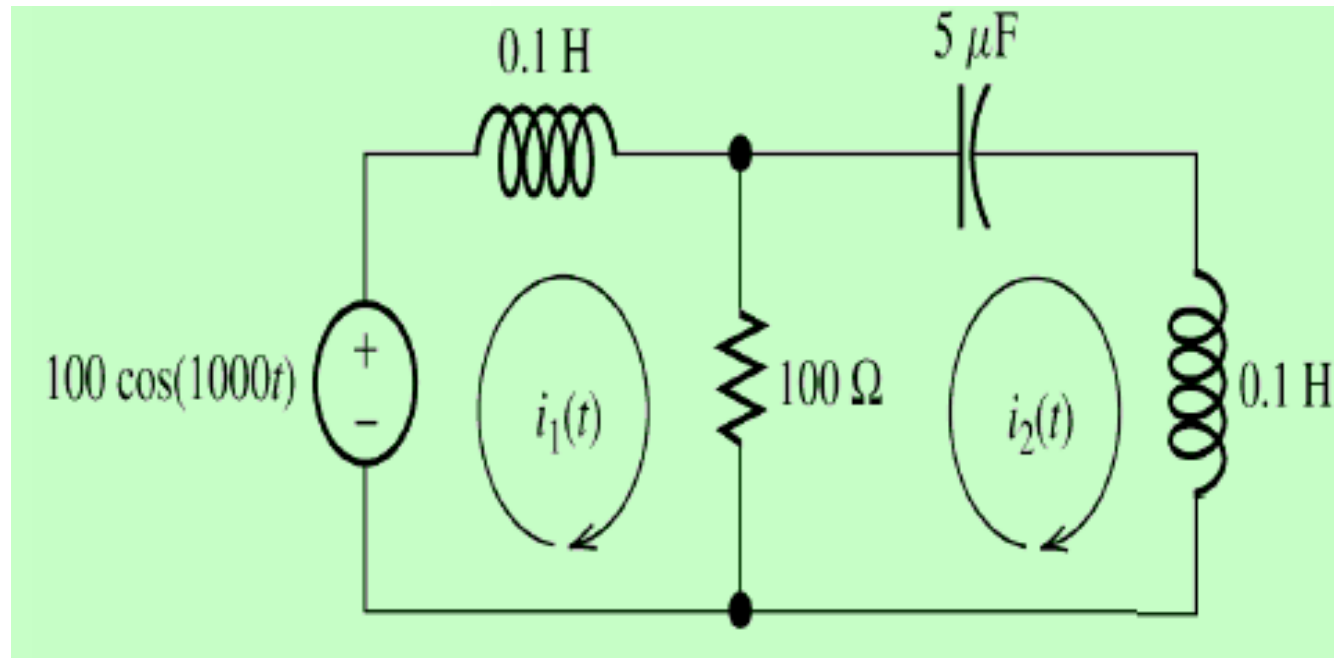 0.1 H
5 μF
100 cos(1000t)
+
−
i₁(t)
100 Ω
i₂(t)
0.1 H